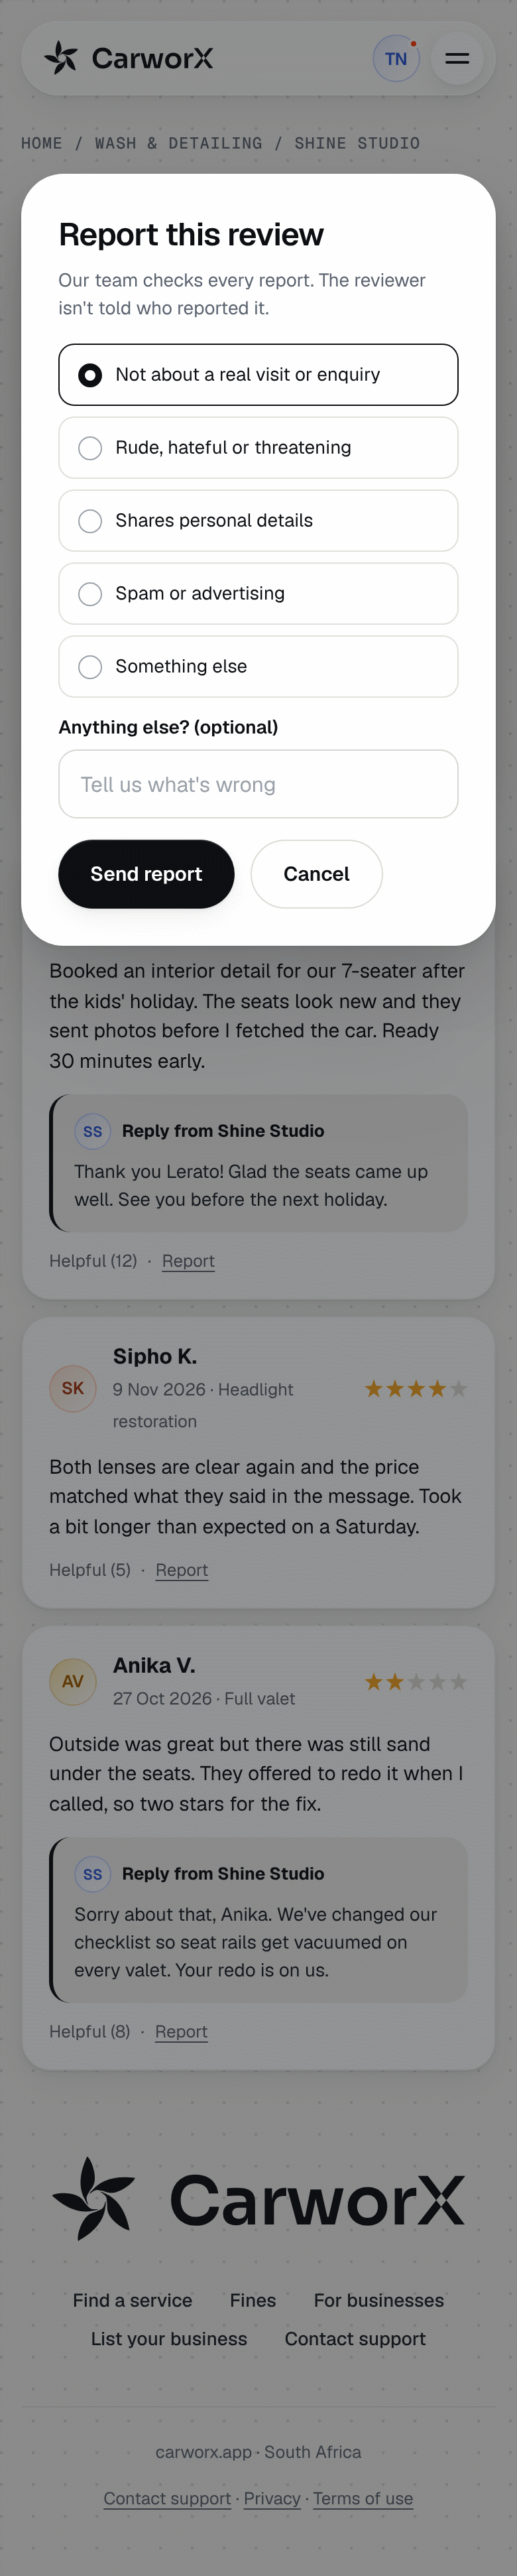 CarworX
TN
HOME / WASH & DETAILING / SHINE STUDIO
Report this review
Our team checks every report. The reviewer
isn't told who reported it.
Not about a real visit or enquiry
Rude, hateful or threatening
Shares personal details
Spam or advertising
Something else
Anything else? (optional)
Tell us what's wrong
Send report
Cancel
Booked an interior detail for our 7-seater after
the kids' holiday. The seats look new and they
sent photos before I fetched the car. Ready
30 minutes early.
SS Reply from Shine Studio
Thank you Lerato! Glad the seats came up
well. See you before the next holiday.
Helpful (12) · Report
Sipho K.
SK
9 Nov 2026 · Headlight
restoration
Both lenses are clear again and the price
matched what they said in the message. Took
a bit longer than expected on a Saturday.
Helpful (5) · Report
Anika V.
AV
27 Oct 2026 · Full valet
Outside was great but there was still sand
under the seats. They offered to redo it when I
called, so two stars for the fix.
SS Reply from Shine Studio
Sorry about that, Anika. We've changed our
checklist so seat rails get vacuumed on
every valet. Your redo is on us.
Helpful (8) · Report
CarworX
Find a service Fines For businesses
List your business Contact support
carworx.app · South Africa
Contact support · Privacy · Terms of use